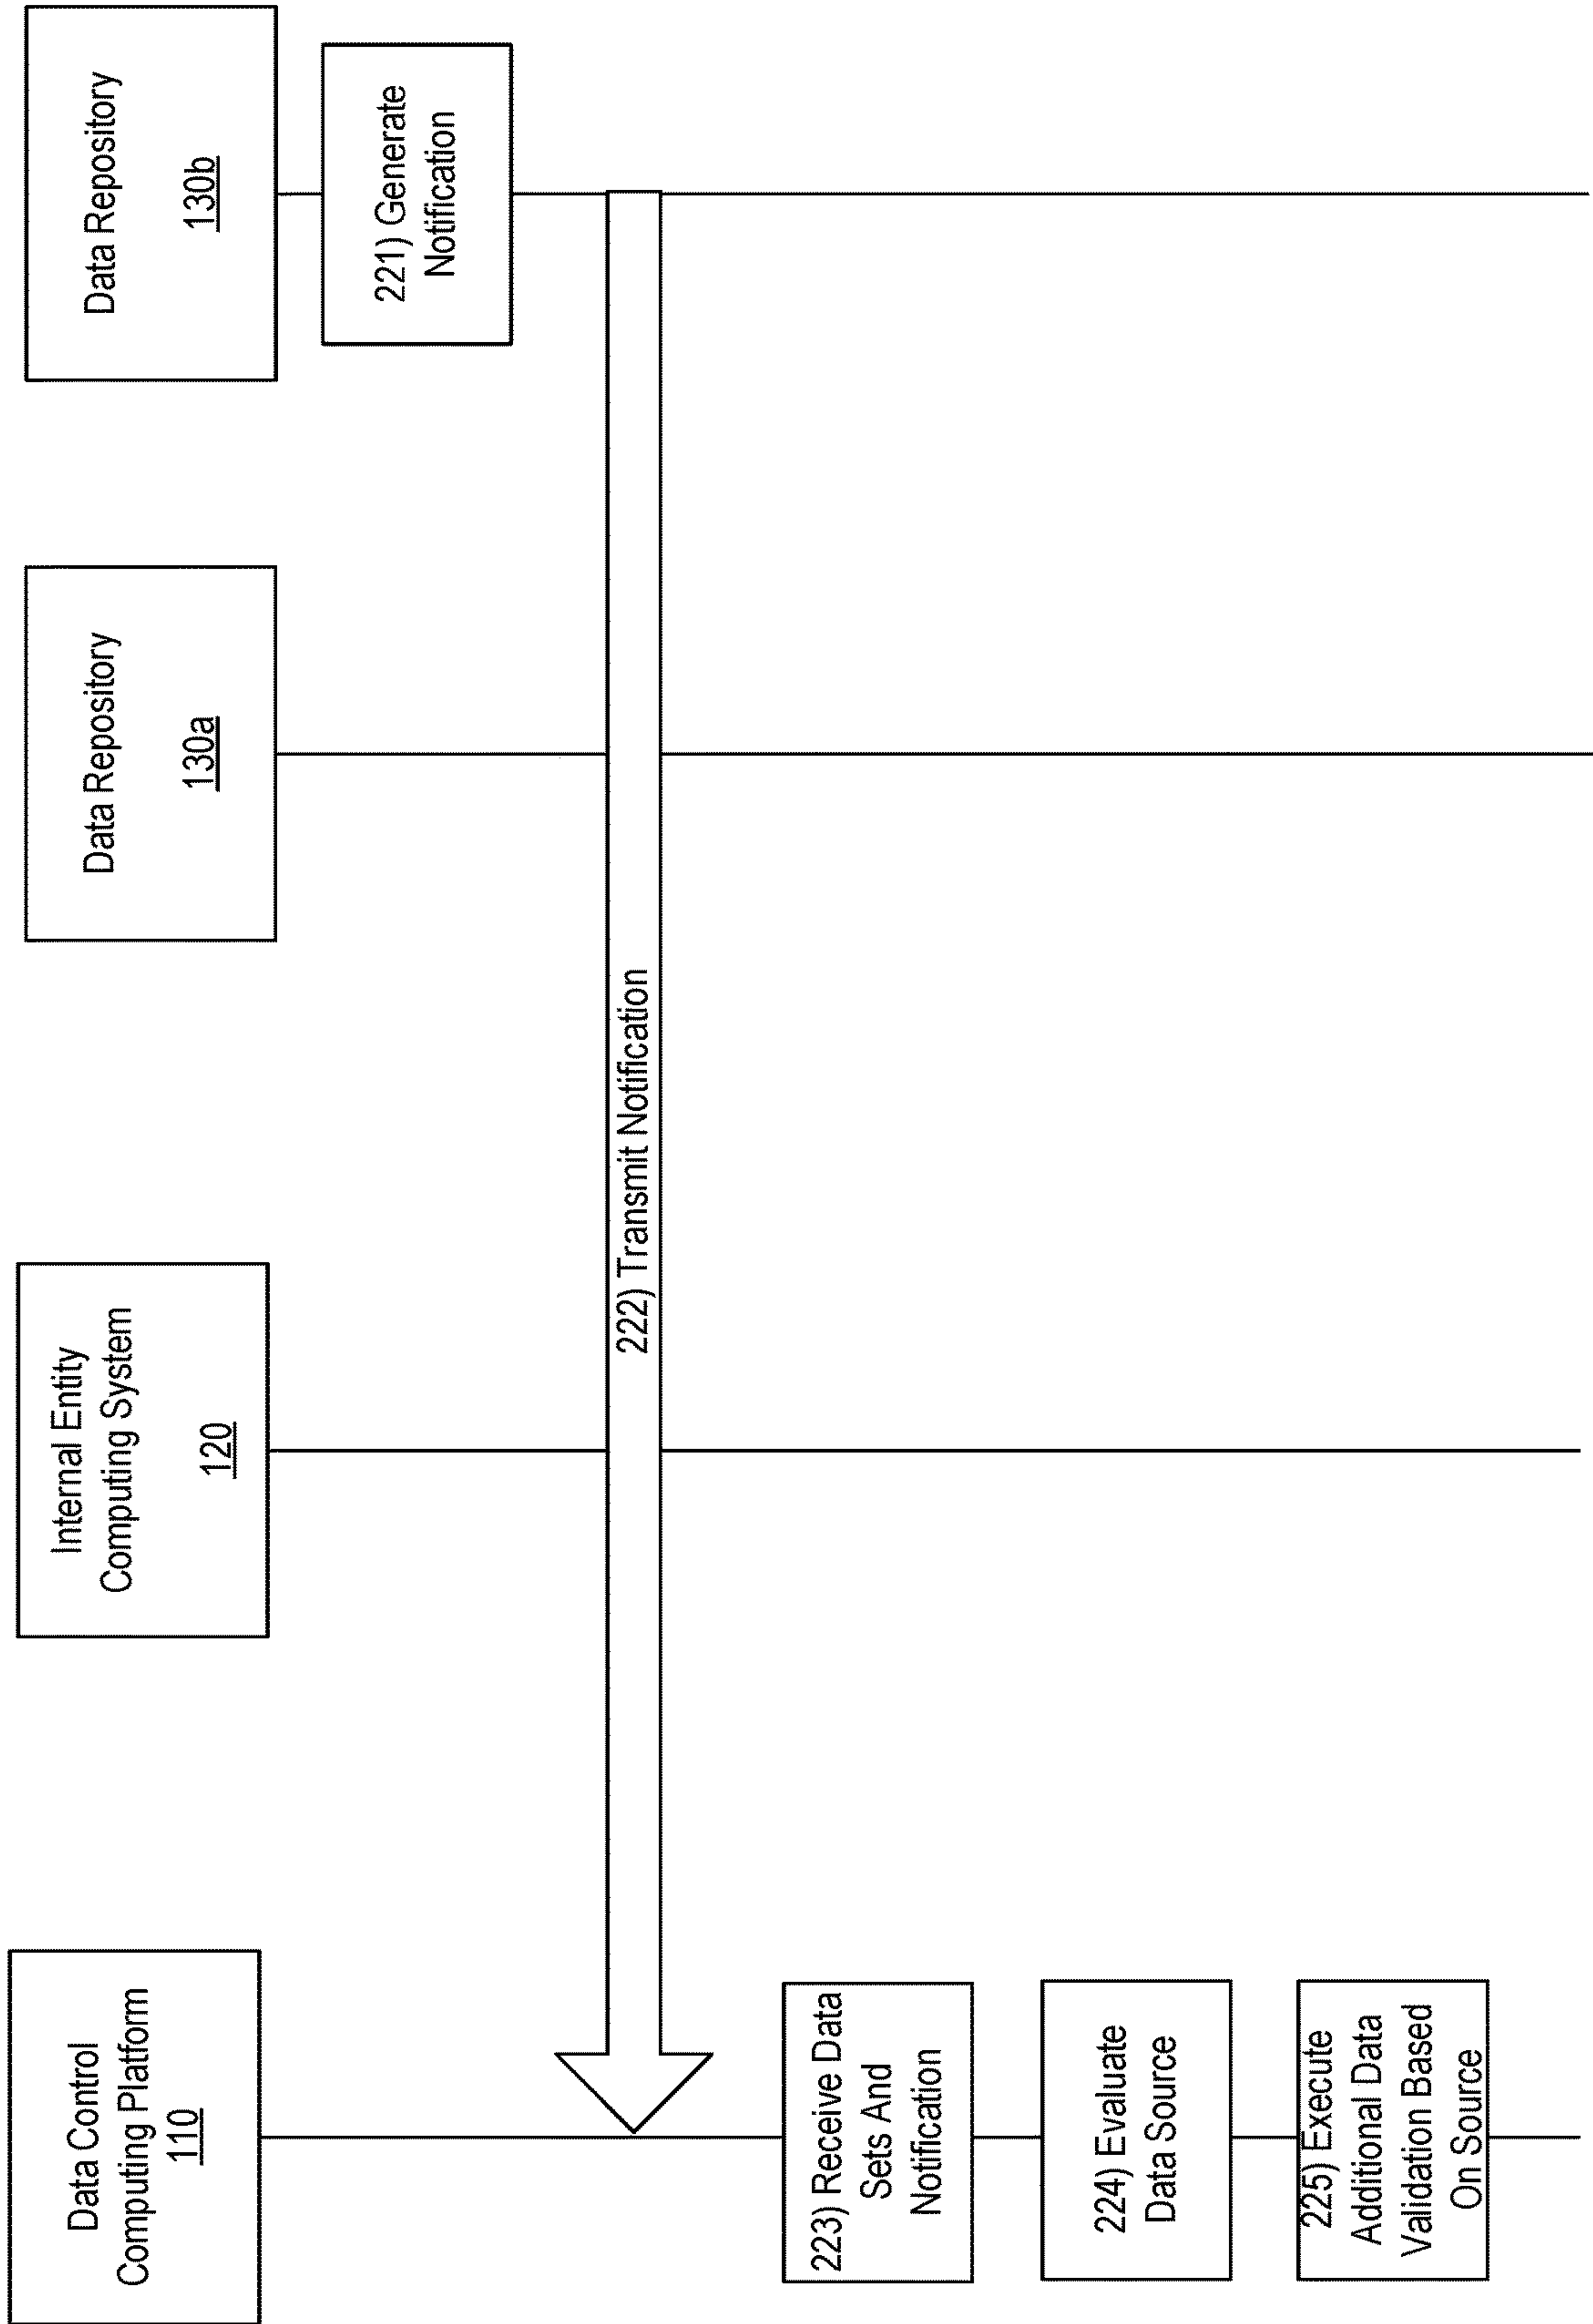 Data Control
Computing Platform
110
Internal Entity
Computing System
120
Data Repository
130a
Data Repository
130b
221) Generate
Notification
222) Transmit Notification
223) Receive Data
Sets And
Notification
224) Evaluate
Data Source
225) Execute
Additional Data
Validation Based
On Source